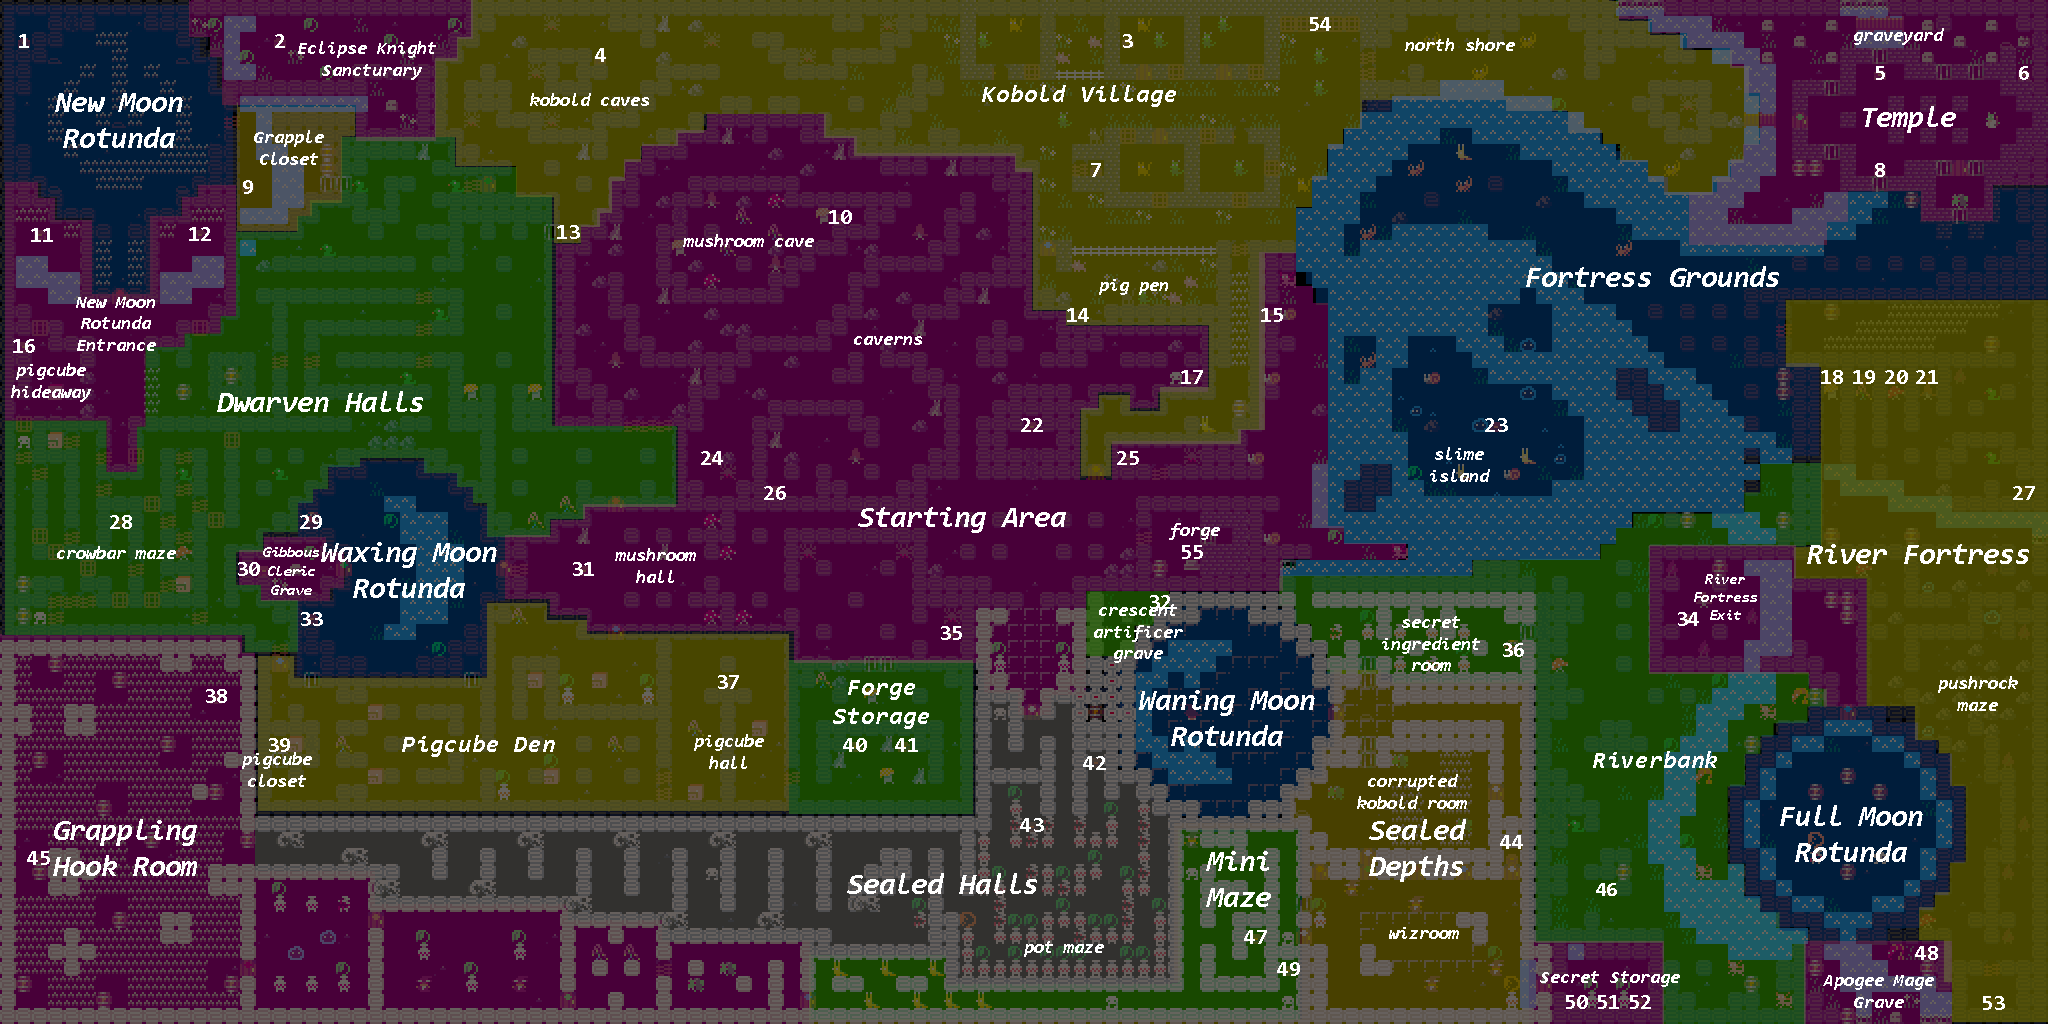 1
2
Eclipse Knight
Sancturary
4
3
54
north shore
graveyard
5
6
New Moon
Rotunda
kobold caves
Kobold Village
Temple
Grapple
Closet
9
7
8
11
12
13
10
mushroom cave
Fortress Grounds
New Moon
Rotunda
Entrance
pig pen
14
15
16
pigcube
hideaway
caverns
17
18 19 20 21
Dwarven Halls
22
23
slime
island
24
25
26
27
Starting Area
28
crowbar maze
29
Gibbous
Cleric
Grave
30
Waxing Moon
Rotunda
31
mushroom
hall
forge
55
River Fortress
River
Fortress
Exit
34
33
32
crescent
artificer
grave
35
secret
ingredient
room
36
38
37
Forge
Storage
40 41
Waning Moon
Rotunda
pushrock
maze
39
pigcube
closet
Pigcube Den
pigcube
hall
42
Riverbank
corrupted
kobold room
Sealed
Depths
44
43
Full Moon
Rotunda
Grappling
Hook Room
45
Sealed Halls
Mini
Maze
46
pot maze
47
wizroom
48
49
Secret Storage
50 51 52
Apogee Mage
Grave
53